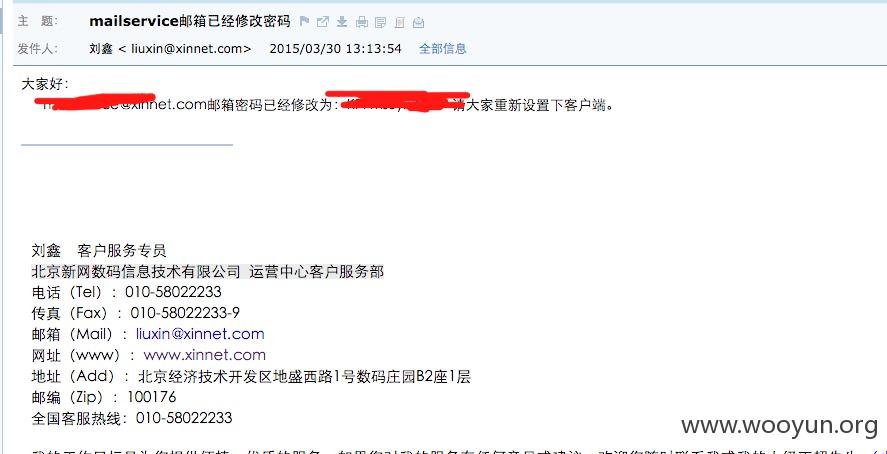 主 题： mailservice邮箱已经修改密码
发件人： 刘鑫 < liuxin@xinnet.com> 2015/03/30 13:13:54 全部信息
大家好：
@xinnet.com邮箱密码已经修改为： 请大家重新设置下客户端。
刘鑫 客户服务专员
北京新网数码信息技术有限公司 运营中心客户服务部
电话（Tel）：010-58022233
传真（Fax）：010-58022233-9
邮箱（Mail）：liuxin@xinnet.com
网址（www）：www.xinnet.com
地址（Add）：北京经济技术开发区地盛西路1号数码庄园B2座1层
邮编（Zip）：100176
全国客服热线：010-58022233
www.wooyun.org